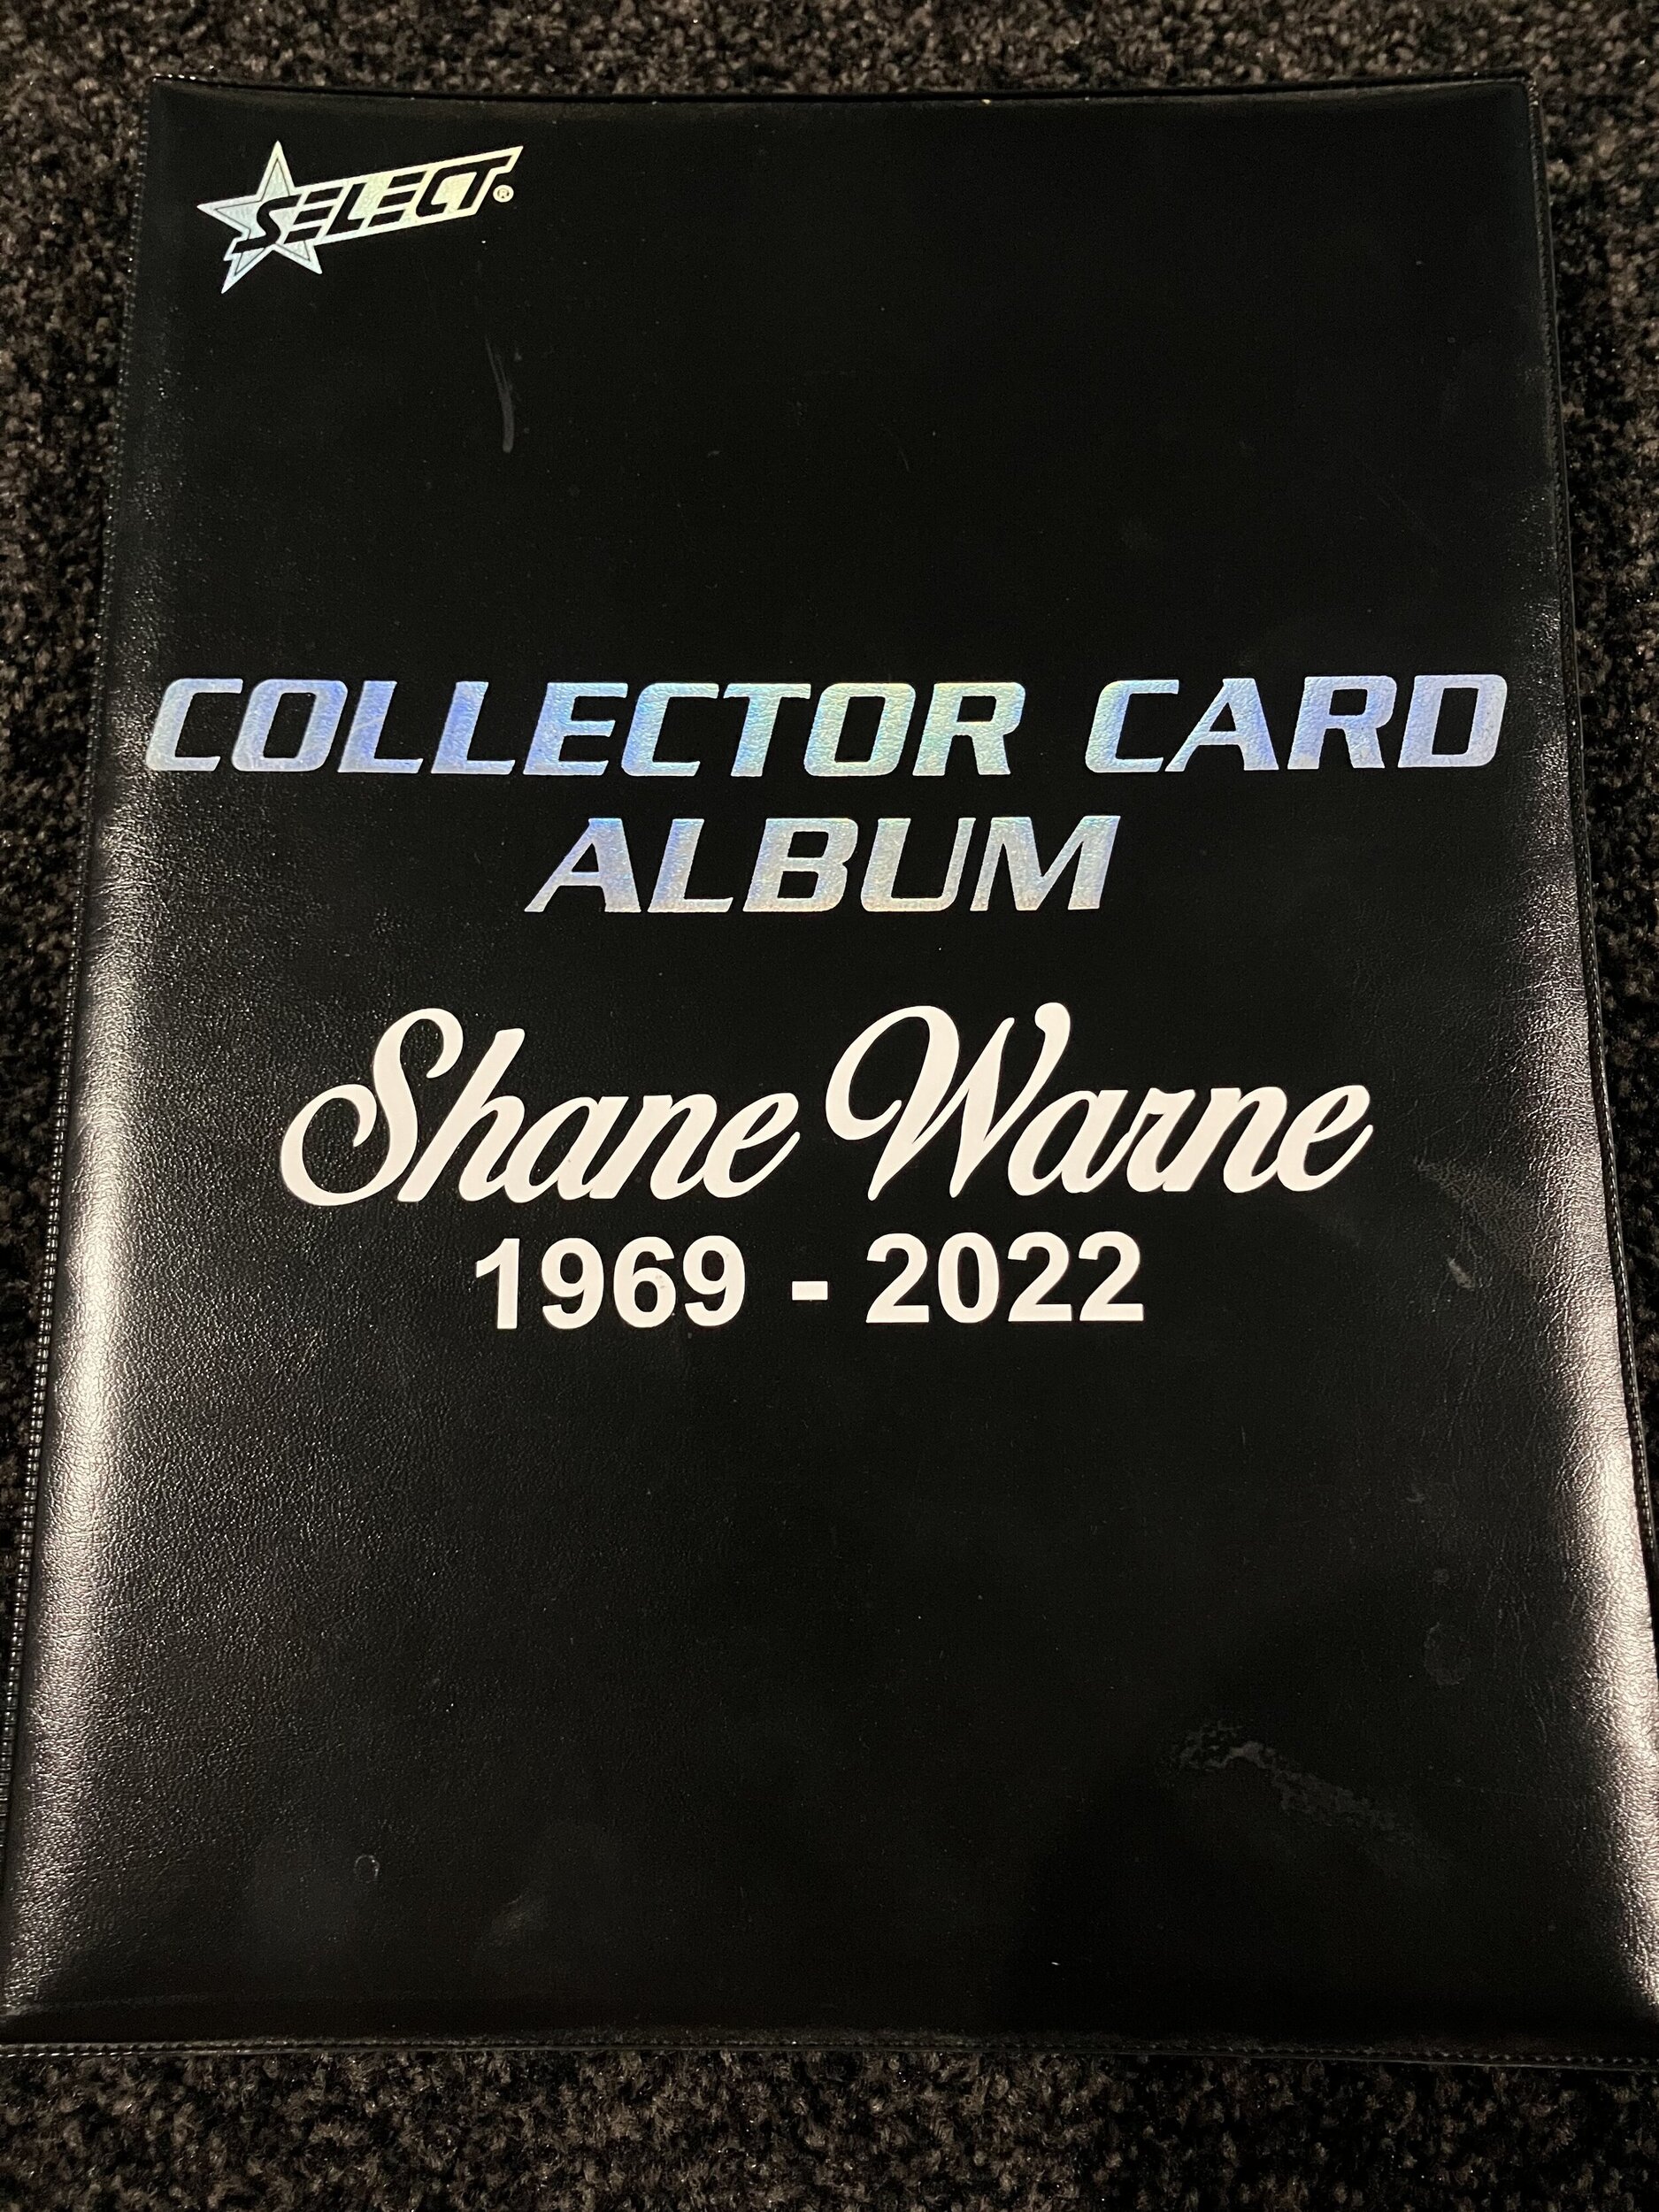 SELECT®
COLLECTOR CARD
ALBUM
Shane Warne
1969 - 2022